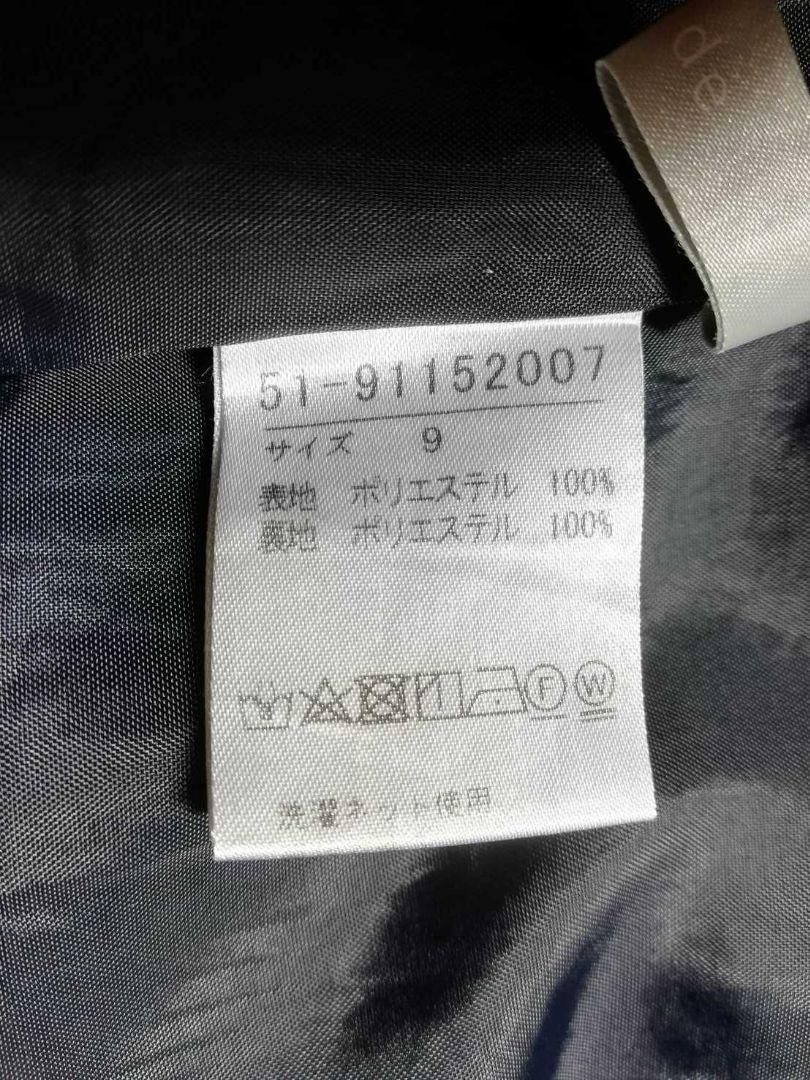 dé
51-91152007
サイズ 9
表地 ポリエステル 100%
裏地 ポリエステル 100%
F W
洗濯ネット使用